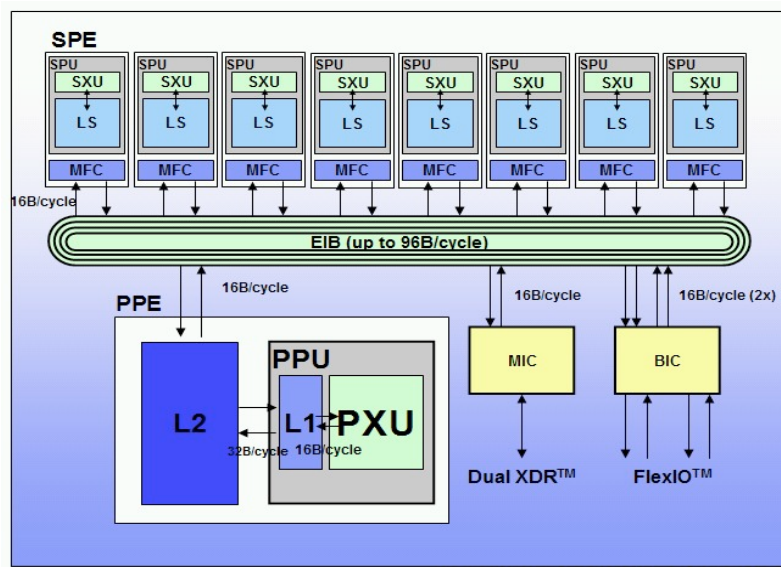 SPE
SPU SPU SPU SPU SPU SPU SPU SPU
SXU SXU SXU SXU SXU SXU SXU SXU
LS LS LS LS LS LS LS LS
MFC MFC MFC MFC MFC MFC MFC MFC
16B/cycle
EIB (up to 96B/cycle)
16B/cycle 16B/cycle 16B/cycle (2x)
PPE
PPU
MIC BIC
L2 L1 PXU
32B/cycle 16B/cycle
Dual XDR™ FlexIO™